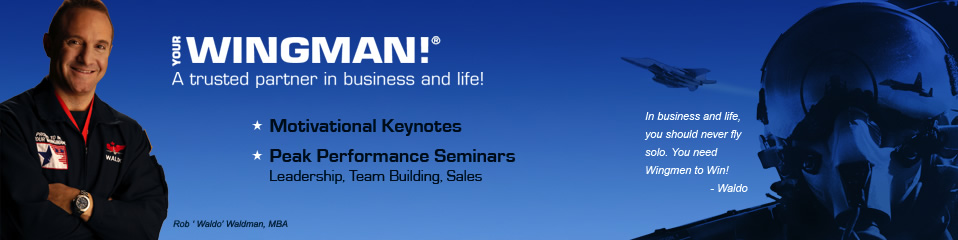 YOUR WINGMAN!®
A trusted partner in business and life!
★ Motivational Keynotes
★ Peak Performance Seminars
Leadership, Team Building, Sales
In business and life,
you should never fly
solo. You need
Wingmen to Win!
- Waldo
WALDO
Rob ' Waldo' Waldman, MBA